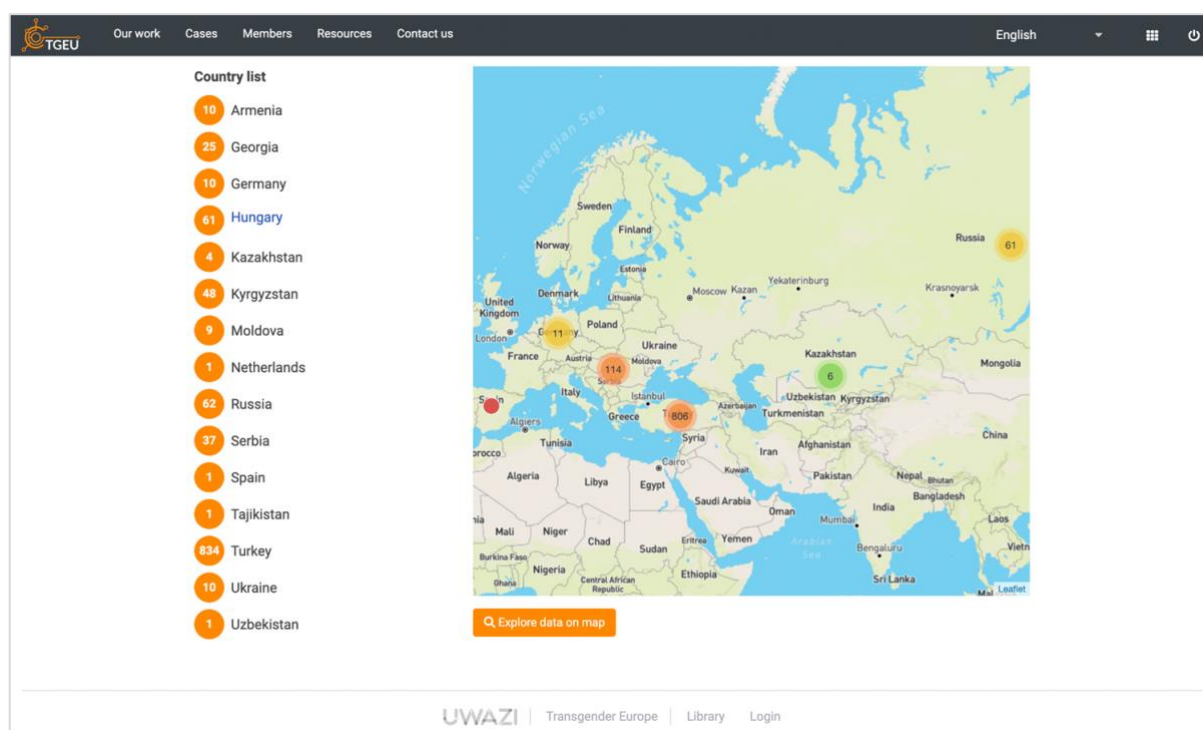 TGEU
Our work Cases Members Resources Contact us English
Country list
10 Armenia
25 Georgia
10 Germany
61 Hungary
4 Kazakhstan
48 Kyrgyzstan
9 Moldova
1 Netherlands
62 Russia
37 Serbia
1 Spain
1 Tajikistan
834 Turkey
10 Ukraine
1 Uzbekistan
Norwegian Sea
Sweden
Finland
Norway
Russia 61
Estonia
Yekaterinburg
Moscow Kazan
Krasnoyarsk
Denmark
Lithuania
United
Kingdom
London
11
Poland
Ukraine
France
Austria
Moldova
114
Kazakhstan
6
Mongolia
Italy
Istanbul
Azerbaijan
Uzbekistan Kyrgyzstan
Turkmenistan
Algiers
Greece
806
China
Tunisia
Syria
Iran
Afghanistan
Cairo
Kuwait
Pakistan
Nepal Bhutan
Algeria
Libya
Egypt
Saudi Arabia
Oman
India
Bangladesh
Mumbai
Laos
Mali
Niger
Chad
Sudan
Eritrea
Yemen
Arabian
Sea
Bengaluru
Burkina Faso
Nigeria
Ghana
Central African
Republic
Ethiopia
Sri Lanka
Leaflet
Explore data on map
UWAZI Transgender Europe Library Login